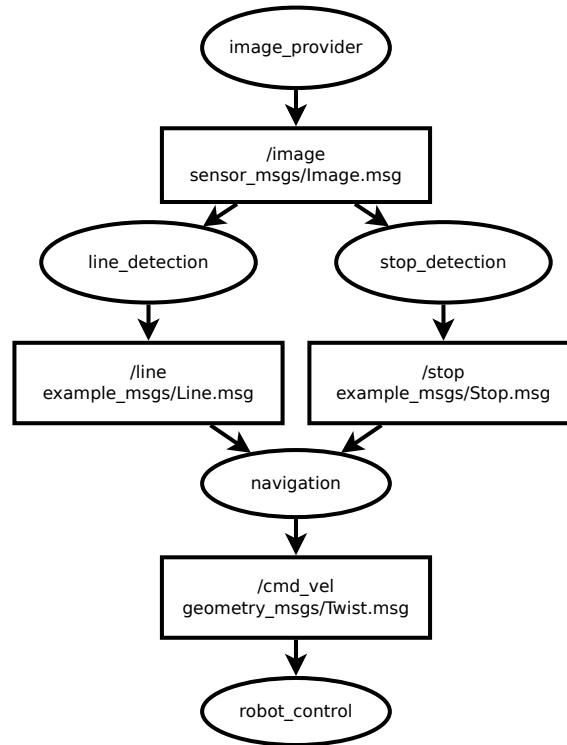 image_provider
/image
sensor_msgs/Image.msg
line_detection
stop_detection
/line
example_msgs/Line.msg
/stop
example_msgs/Stop.msg
navigation
/cmd_vel
geometry_msgs/Twist.msg
robot_control